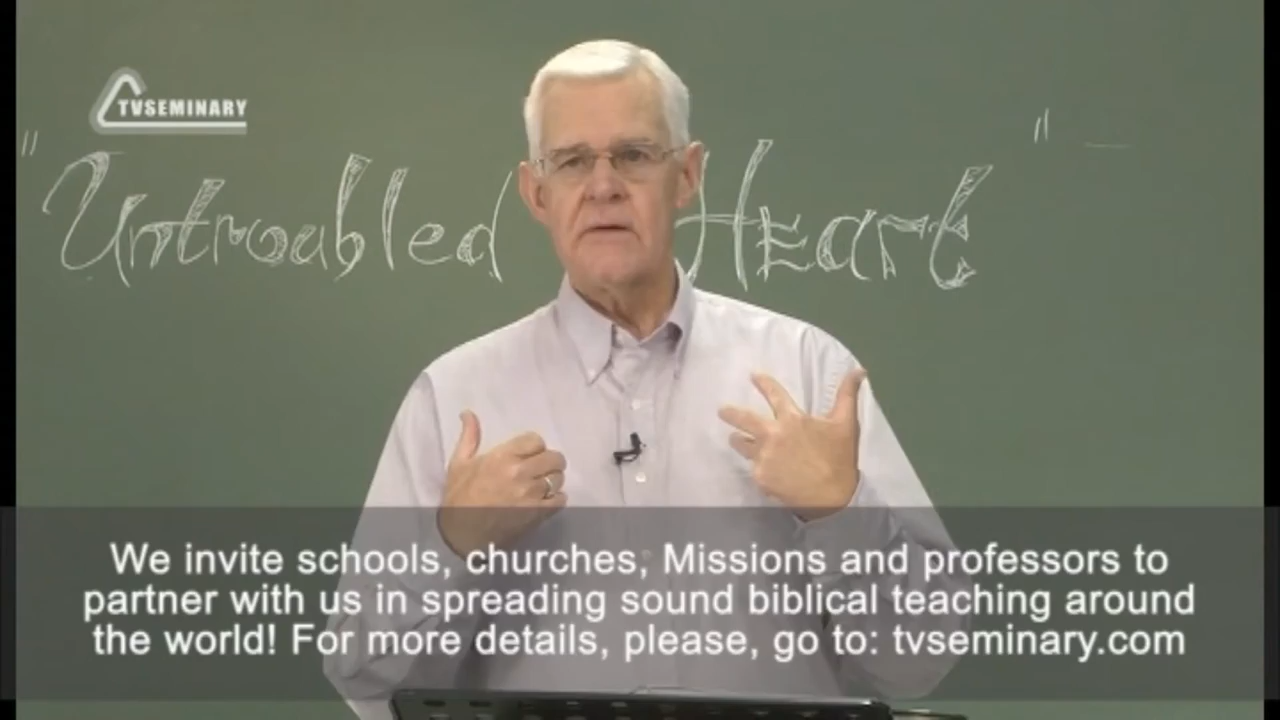 TVSEMINARY
"Untroubled Heart"
We invite schools, churches, Missions and professors to
partner with us in spreading sound biblical teaching around
the world! For more details, please, go to: tvseminary.com